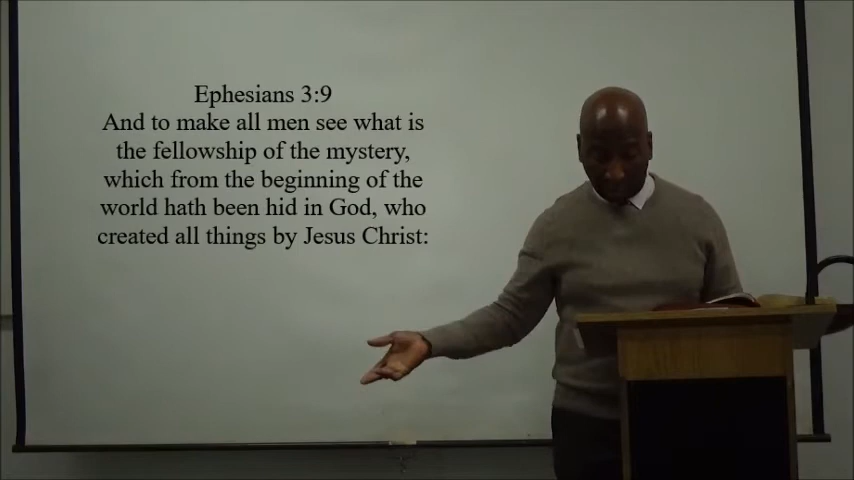 Ephesians 3:9
And to make all men see what is
the fellowship of the mystery,
which from the beginning of the
world hath been hid in God, who
created all things by Jesus Christ: